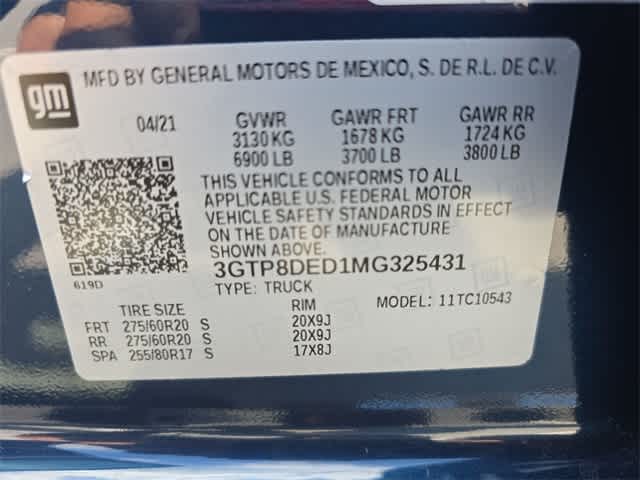 gm
MFD BY GENERAL MOTORS DE MEXICO, S. DE R.L. DE C.V.
04/21 GVWR GAWR FRT GAWR RR
3130 KG 1678 KG 1724 KG
6900 LB 3700 LB 3800 LB
THIS VEHICLE CONFORMS TO ALL
APPLICABLE U.S. FEDERAL MOTOR
VEHICLE SAFETY STANDARDS IN EFFECT
ON THE DATE OF MANUFACTURE
SHOWN ABOVE.
619D
3GTP8DED1MG325431
TYPE: TRUCK MODEL: 11TC10543
TIRE SIZE RIM
FRT 275/60R20 S 20X9J
RR 275/60R20 S 20X9J
SPA 255/80R17 S 17X8J